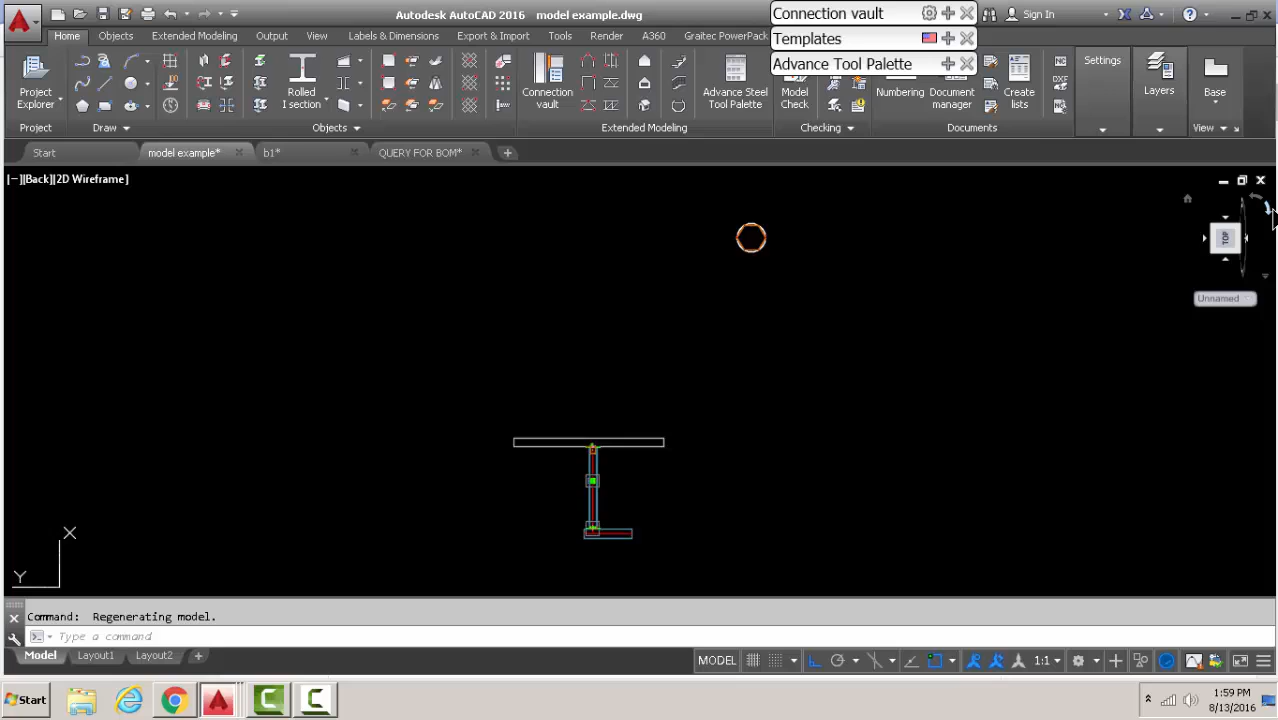 Autodesk AutoCAD 2016 model example.dwg
Connection vault
Sign In
Templates
Advance Tool Palette
Home Objects Extended Modeling Output View Labels & Dimensions Export & Import Tools Render A360 Graitec PowerPack
Project Explorer
Rolled I section
Connection vault
Advance Steel Tool Palette
Model Check
Numbering
Document manager
Create lists
DXF
Settings
Layers
Base
Project Draw Objects Extended Modeling Checking Documents View
Start model example* b1* QUERY FOR BOM*
[−][Back][2D Wireframe]
TOP
Unnamed
X
Y
Command: Regenerating model.
Type a command
Model Layout1 Layout2
MODEL 1:1
Start
1:59 PM
8/13/2016